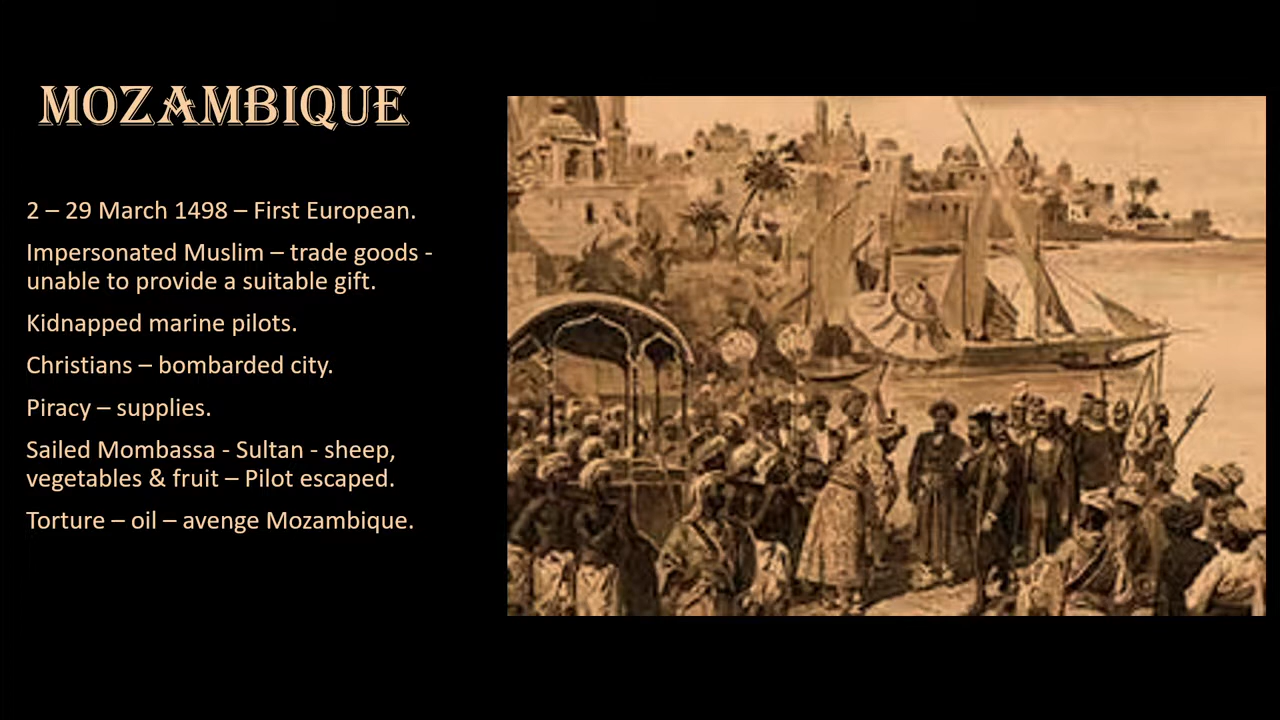 MOZAMBIQUE
2 – 29 March 1498 – First European.
Impersonated Muslim – trade goods -
unable to provide a suitable gift.
Kidnapped marine pilots.
Christians – bombarded city.
Piracy – supplies.
Sailed Mombassa - Sultan - sheep,
vegetables & fruit – Pilot escaped.
Torture – oil – avenge Mozambique.